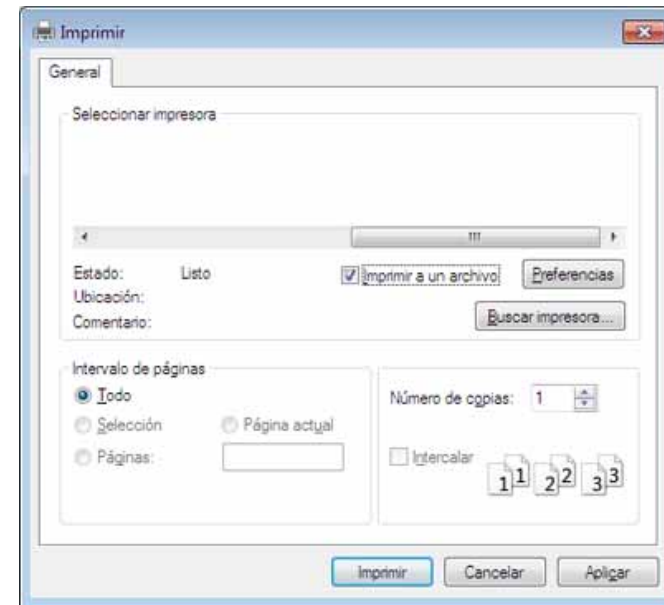 Imprimir
General
Seleccionar impresora
Estado: Listo
Imprimir a un archivo
Preferencias
Ubicación:
Comentario:
Buscar impresora...
Intervalo de páginas
Todo
Selección
Página actual
Páginas:
Número de copias: 1
Intercalar
1 1 2 2 3 3
Imprimir
Cancelar
Aplicar